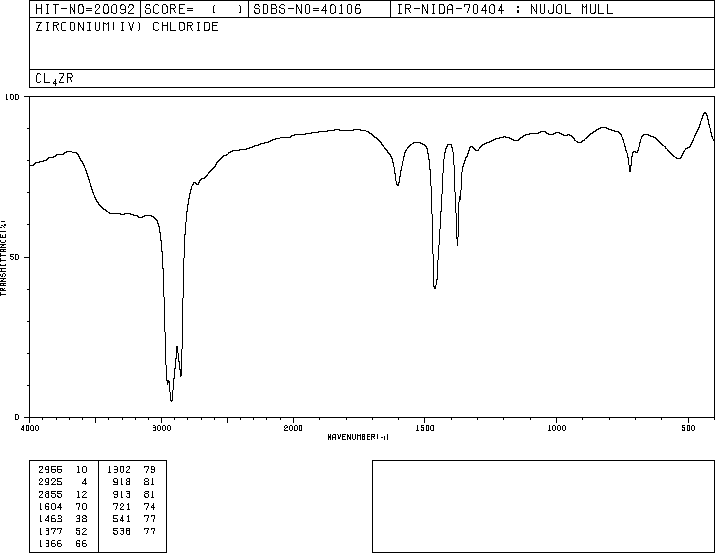 HIT-NO=20092 SCORE= ( ) SDBS-NO=40106 IR-NIDA-70404 : NUJOL MULL
ZIRCONIUM(IV) CHLORIDE
CL4ZR
100
50
0
TRANSMITTANCE(%)
4000 3000 2000 1500 1000 500
WAVENUMBER(-1)
2966 10 1302 79
2925 4 918 81
2855 12 913 81
1604 70 721 74
1463 38 541 77
1377 52 538 77
1366 66